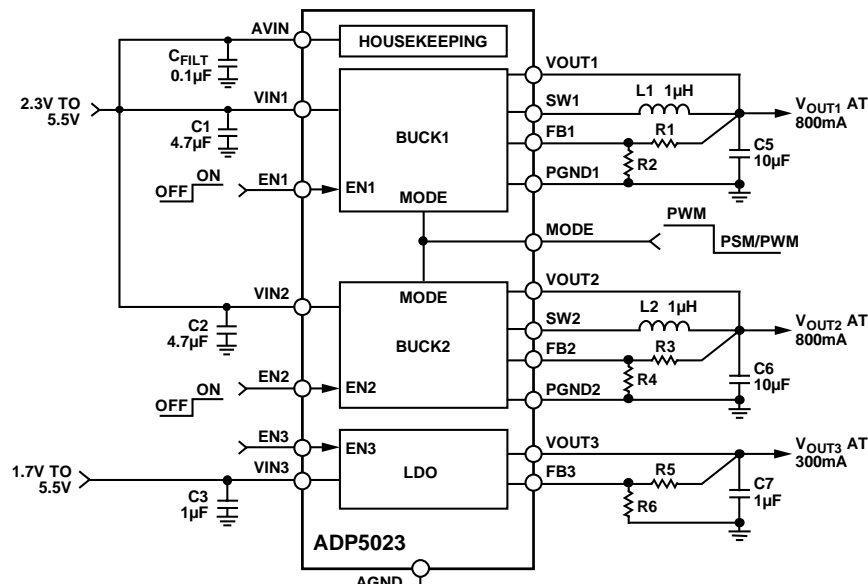 AVIN
HOUSEKEEPING
C_FILT
0.1µF
2.3V TO
5.5V
VIN1
C1
4.7µF
BUCK1
OFF
ON
EN1
EN1
MODE
VOUT1
SW1
FB1
PGND1
L1 1µH
R1
R2
C5
10µF
V_OUT1 AT
800mA
MODE
PWM
PSM/PWM
VIN2
C2
4.7µF
MODE
BUCK2
OFF
ON
EN2
EN2
VOUT2
SW2
FB2
PGND2
L2 1µH
R3
R4
C6
10µF
V_OUT2 AT
800mA
EN3
EN3
1.7V TO
5.5V
VIN3
C3
1µF
LDO
VOUT3
FB3
R5
R6
C7
1µF
V_OUT3 AT
300mA
ADP5023
AGND